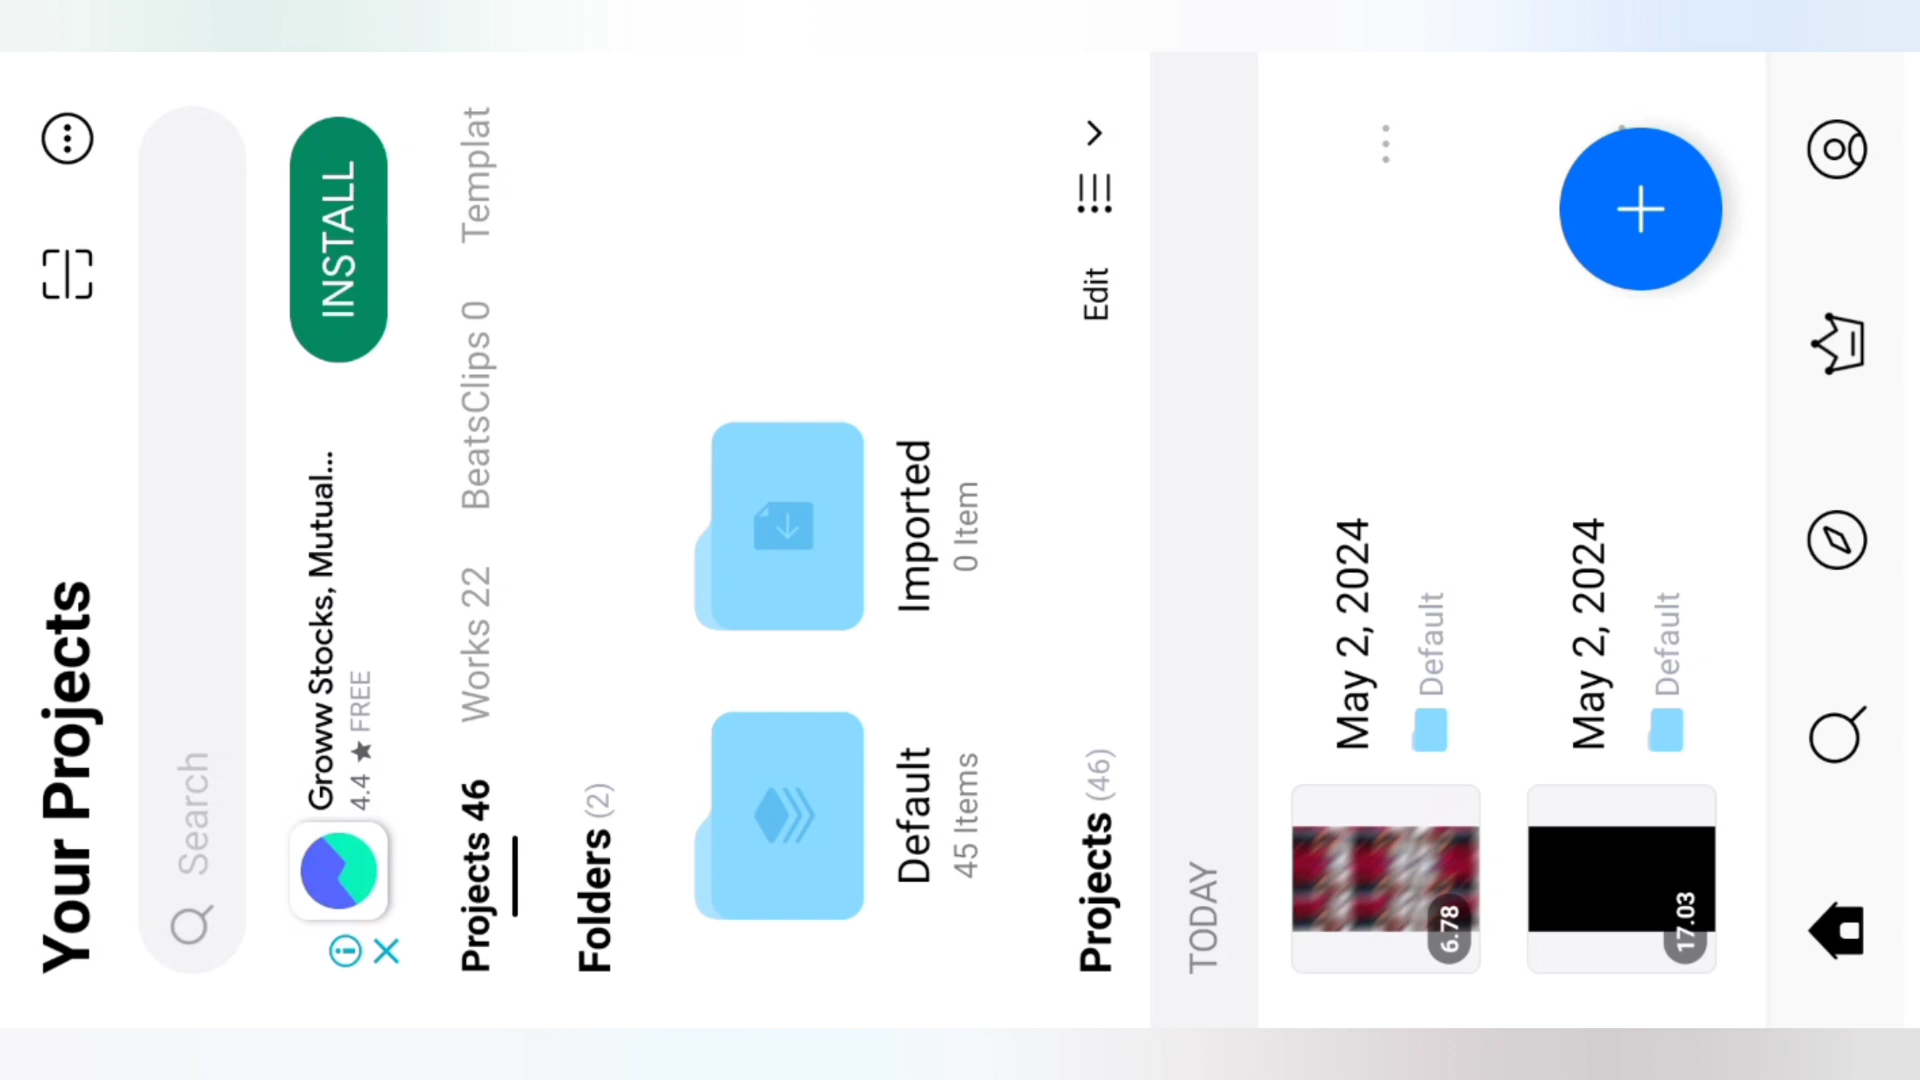 Your Projects
Search
Groww Stocks, Mutual...
4.4 ★ FREE
INSTALL
Projects 46
Works 22
BeatsClips 0
Templat
Folders (2)
Default
45 Items
Imported
0 Item
Projects (46)
Edit
TODAY
6.78
May 2, 2024
Default
17.03
May 2, 2024
Default